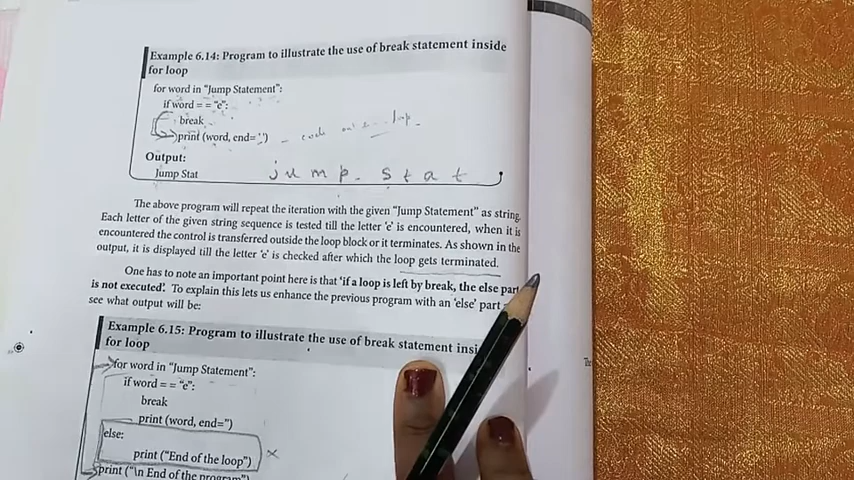 Example 6.14: Program to illustrate the use of break statement inside
for loop
for word in "Jump Statement":
if word = = "e":
break
print (word, end='')
Output:
Jump Stat
jump. stat
The above program will repeat the iteration with the given "Jump Statement" as string.
Each letter of the given string sequence is tested till the letter 'e' is encountered, when it is
encountered the control is transferred outside the loop block or it terminates. As shown in the
output, it is displayed till the letter 'e' is checked after which the loop gets terminated.
One has to note an important point here is that 'if a loop is left by break, the else part
is not executed'. To explain this lets us enhance the previous program with an 'else' part
see what output will be:
Example 6.15: Program to illustrate the use of break statement insi
for loop
for word in "Jump Statement":
if word = = "e":
break
print (word, end='')
else:
print ("End of the loop")
print ("\n End of the program")